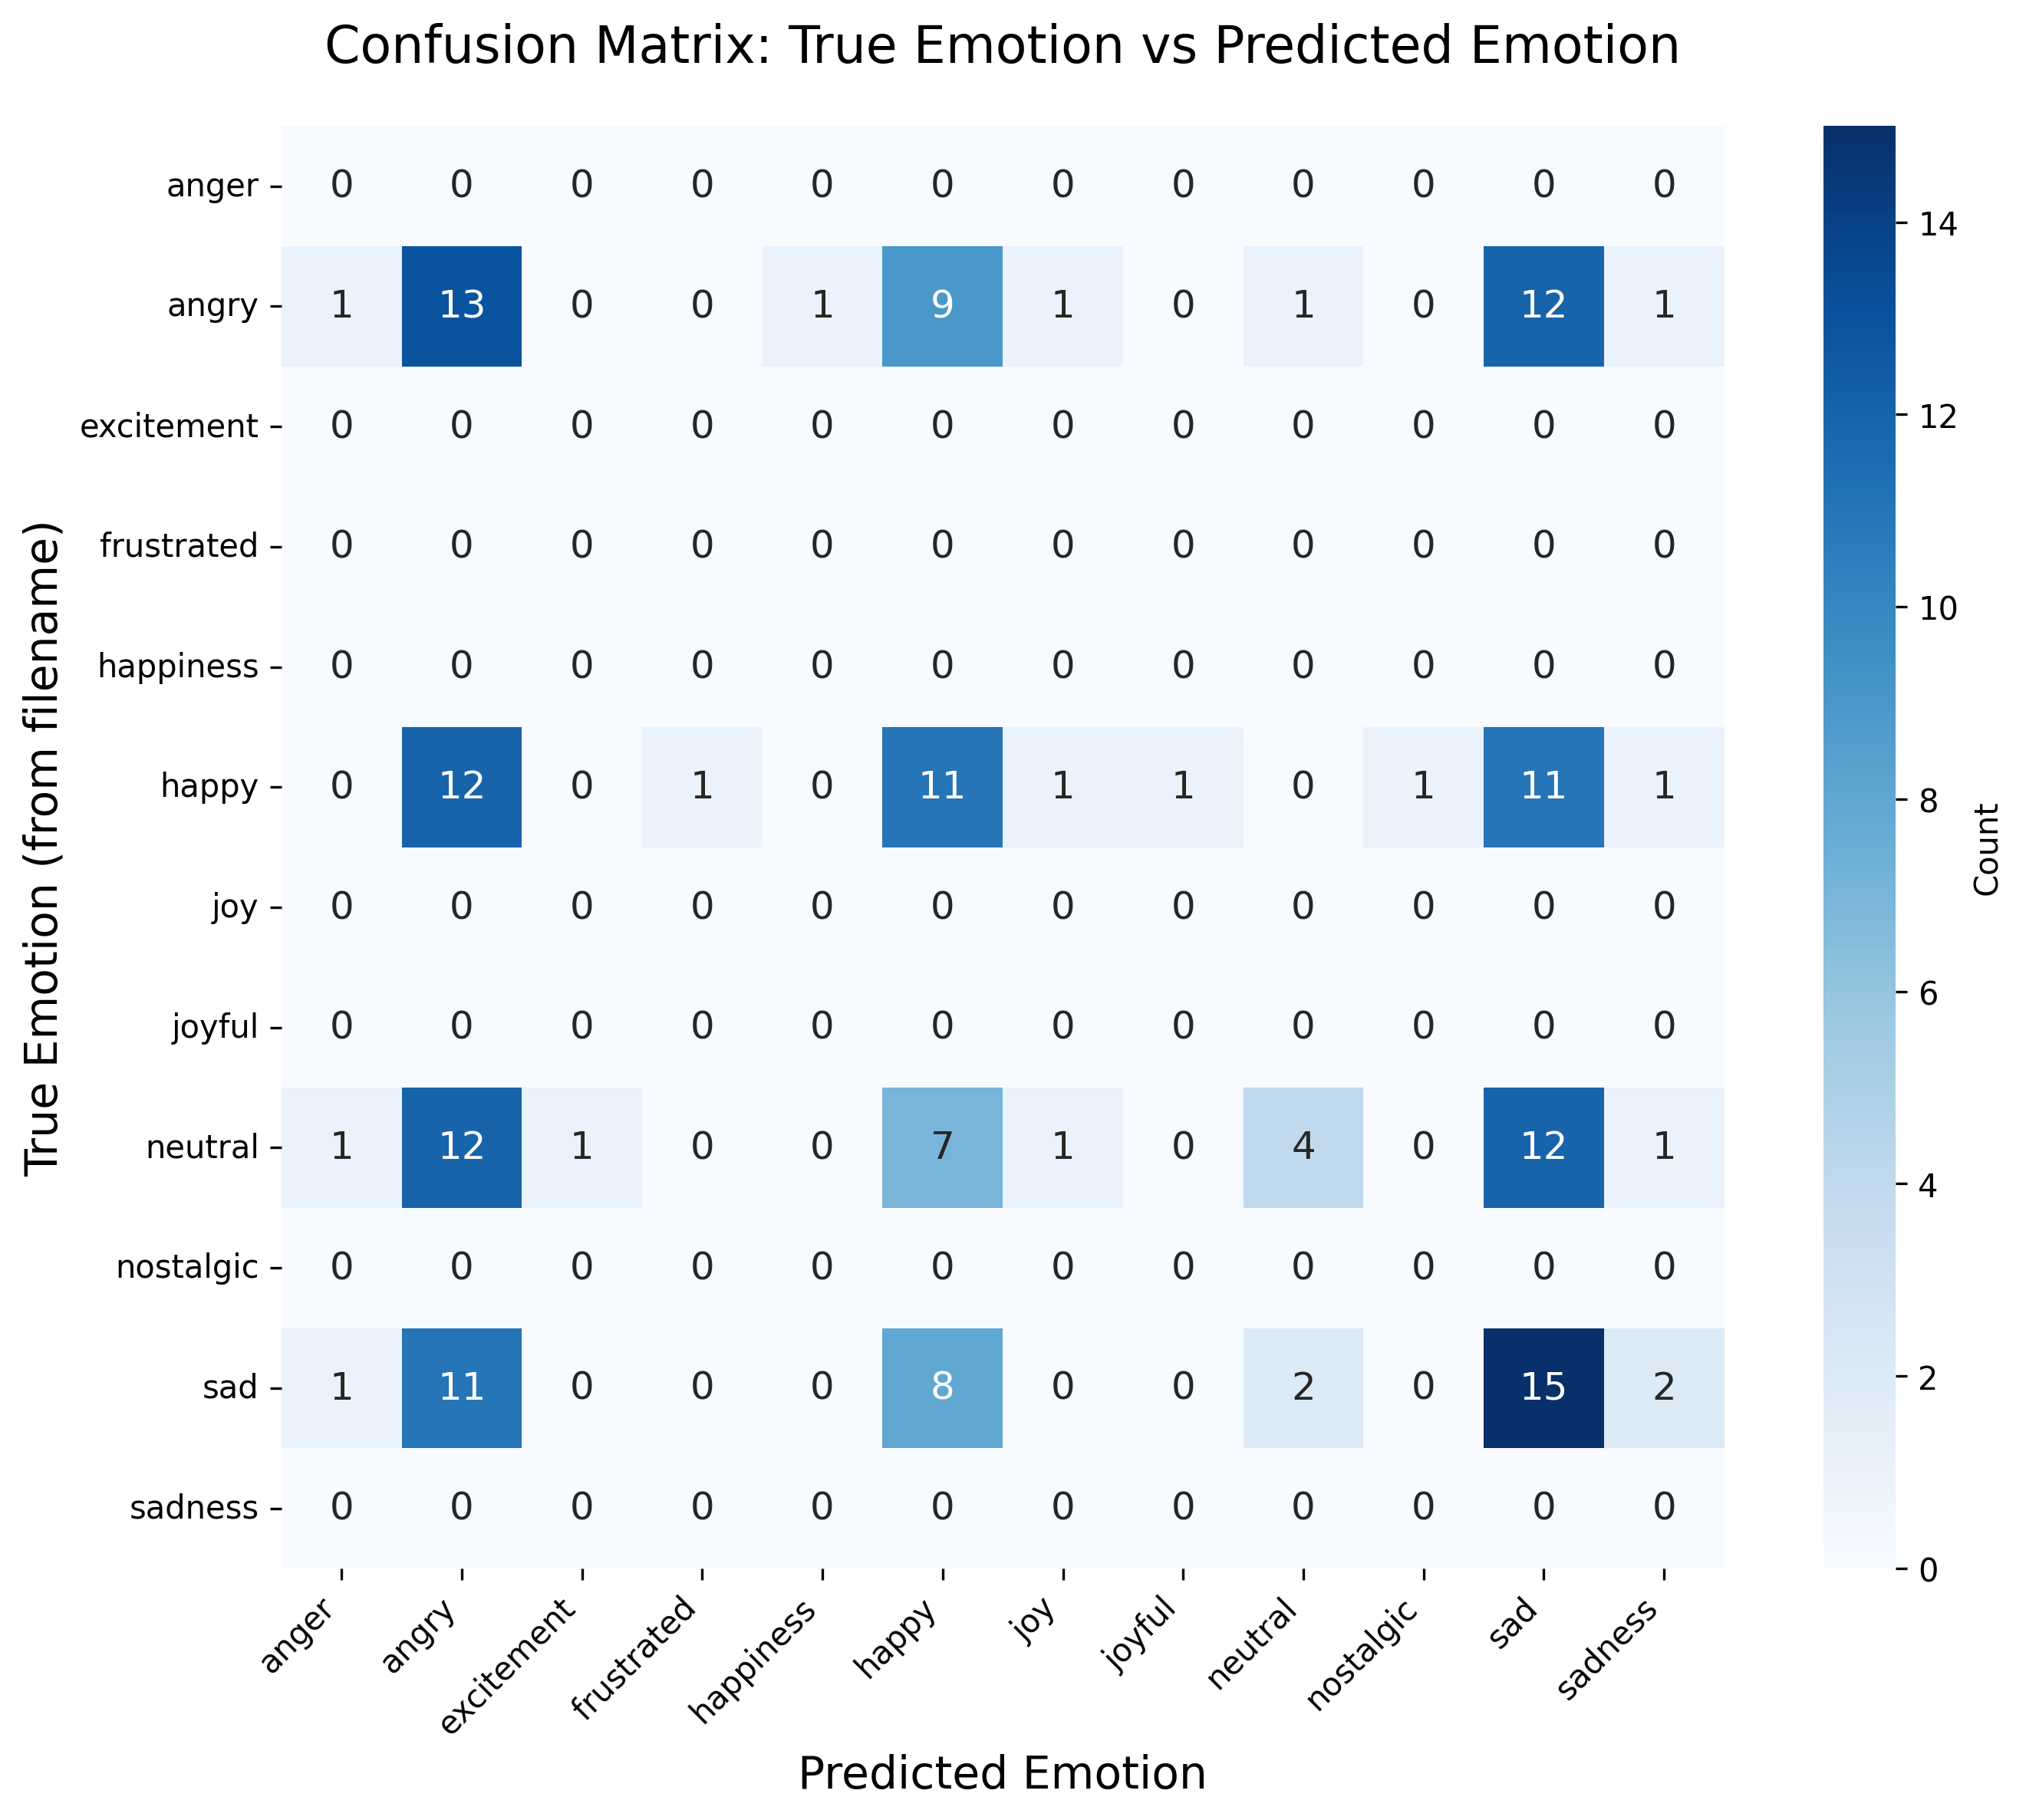 Confusion Matrix: True Emotion vs Predicted Emotion
anger 0 0 0 0 0 0 0 0 0 0 0 0
angry 1 13 0 0 1 9 1 0 1 0 12 1
excitement 0 0 0 0 0 0 0 0 0 0 0 0
frustrated 0 0 0 0 0 0 0 0 0 0 0 0
happiness 0 0 0 0 0 0 0 0 0 0 0 0
happy 0 12 0 1 0 11 1 1 0 1 11 1
joy 0 0 0 0 0 0 0 0 0 0 0 0
joyful 0 0 0 0 0 0 0 0 0 0 0 0
neutral 1 12 1 0 0 7 1 0 4 0 12 1
nostalgic 0 0 0 0 0 0 0 0 0 0 0 0
sad 1 11 0 0 0 8 0 0 2 0 15 2
sadness 0 0 0 0 0 0 0 0 0 0 0 0
anger angry excitement frustrated happiness happy joy joyful neutral nostalgic sad sadness
Predicted Emotion
True Emotion (from filename)
14
12
10
8
6
4
2
0
Count